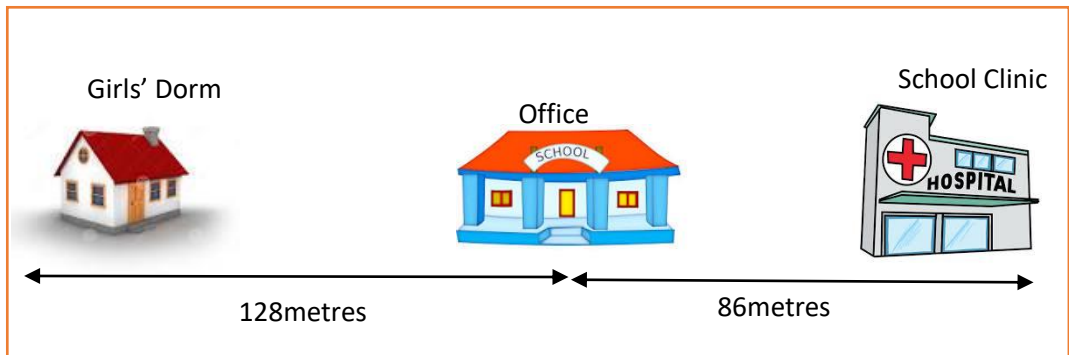 Girls’ Dorm
Office
School Clinic
SCHOOL
HOSPITAL
128metres
86metres